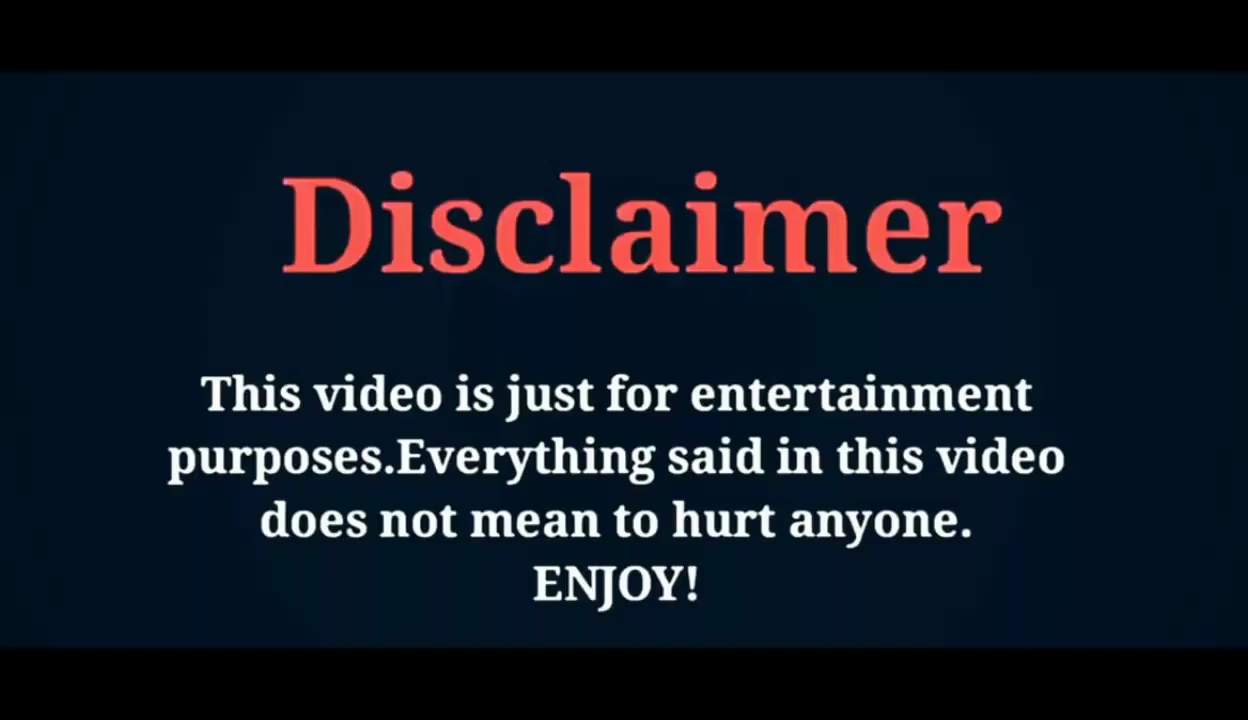 Disclaimer
This video is just for entertainment
purposes.Everything said in this video
does not mean to hurt anyone.
ENJOY!